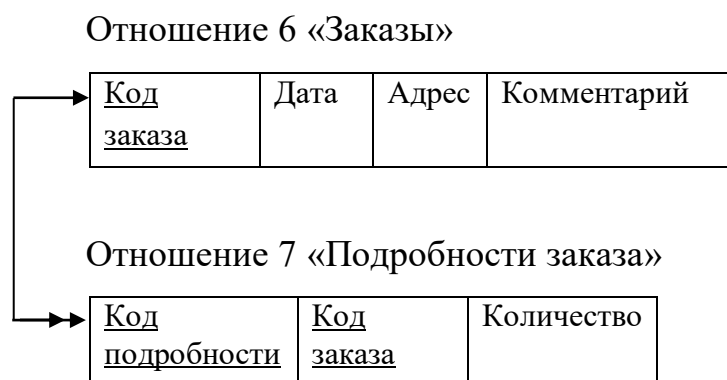 Отношение 6 «Заказы»
Код заказа Дата Адрес Комментарий
Отношение 7 «Подробности заказа»
Код подробности Код заказа Количество